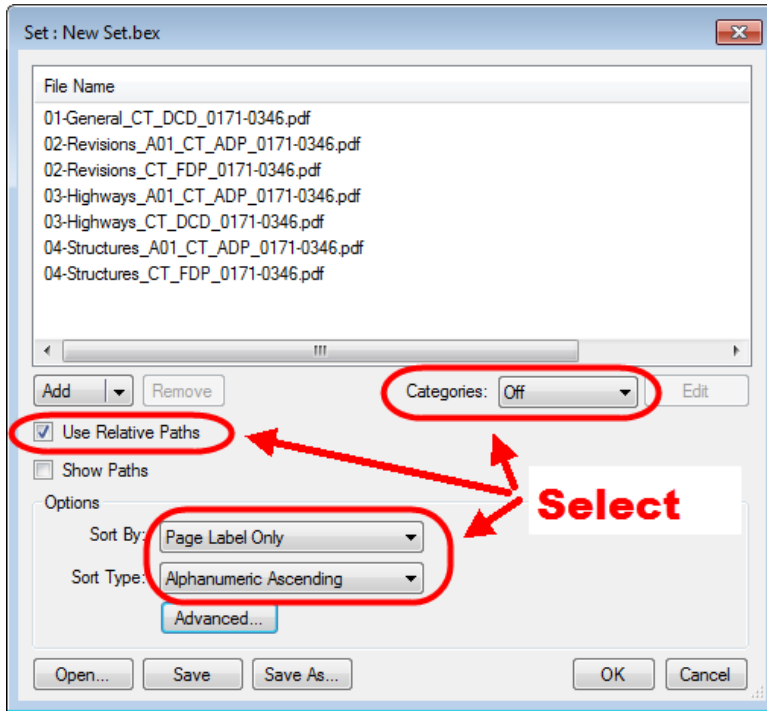 Set : New Set.bex
File Name
01-General_CT_DCD_0171-0346.pdf
02-Revisions_A01_CT_ADP_0171-0346.pdf
02-Revisions_CT_FDP_0171-0346.pdf
03-Highways_A01_CT_ADP_0171-0346.pdf
03-Highways_CT_DCD_0171-0346.pdf
04-Structures_A01_CT_ADP_0171-0346.pdf
04-Structures_CT_FDP_0171-0346.pdf
Add Remove Categories: Off Edit
Use Relative Paths
Show Paths
Select
Options
Sort By: Page Label Only
Sort Type: Alphanumeric Ascending
Advanced...
Open... Save Save As... OK Cancel